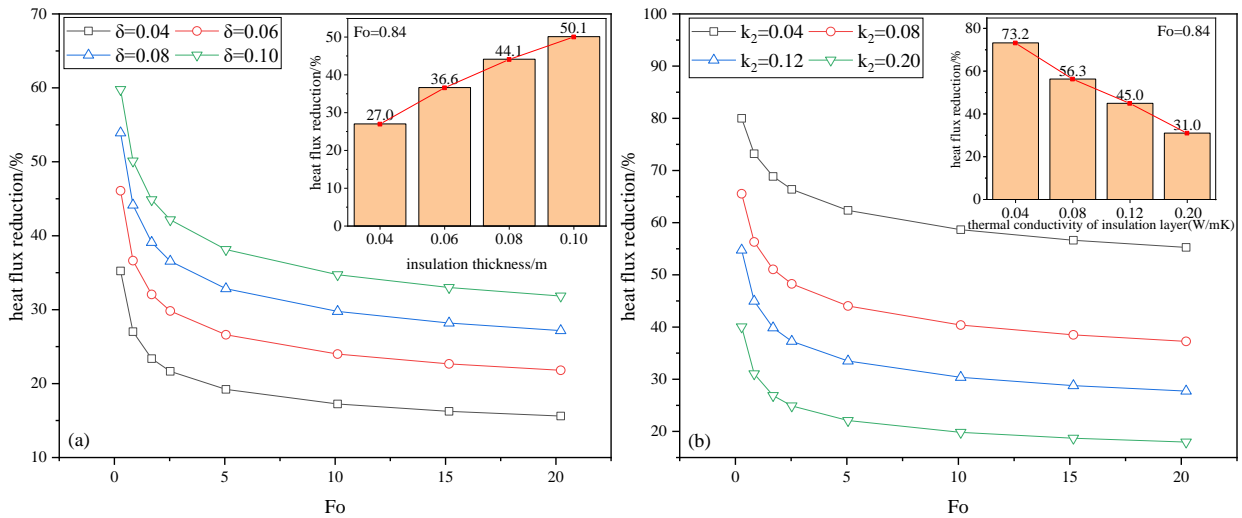 70
60
50
40
30
20
10
heat flux reduction/%
0
5
10
15
20
Fo
(a)
δ=0.04
δ=0.06
δ=0.08
δ=0.10
Fo=0.84
50
40
30
20
10
0
heat flux reduction/%
27.0
36.6
44.1
50.1
0.04
0.06
0.08
0.10
insulation thickness/m
100
90
80
70
60
50
40
30
20
heat flux reduction/%
0
5
10
15
20
Fo
(b)
k₂=0.04
k₂=0.08
k₂=0.12
k₂=0.20
Fo=0.84
80
60
40
20
0
heat flux reduction/%
73.2
56.3
45.0
31.0
0.04
0.08
0.12
0.20
thermal conductivity of insulation layer(W/mK)